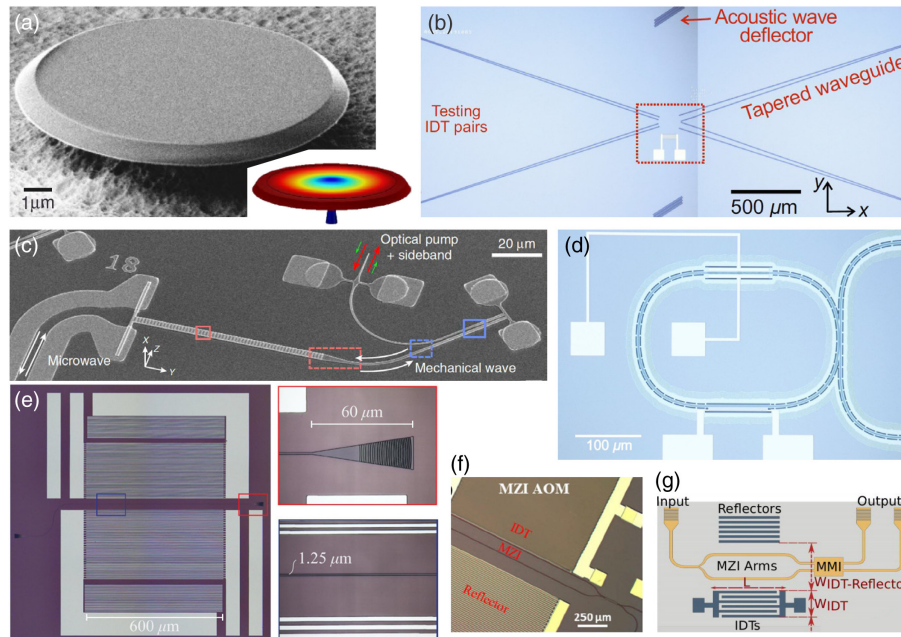 (a)
1μm
(b)
Acoustic wave
deflector
Testing
IDT pairs
Tapered waveguide
500 μm
y
x
(c)
18
Optical pump
+ sideband
20 μm
Microwave
X
Z
Y
Mechanical wave
(d)
100 μm
(e)
600 μm
60 μm
1.25 μm
(f)
MZI AOM
IDT
MZI
Reflector
250 μm
(g)
Input
Output
Reflectors
MZI Arms
MMI
L
WIDT-Reflector
WIDT
IDTs